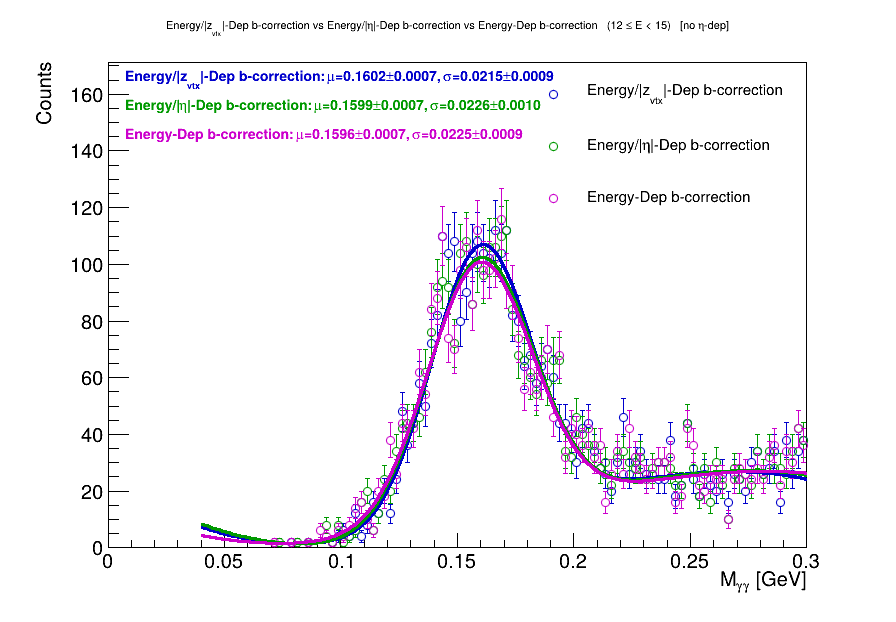 Energy/|z_vtx|-Dep b-correction vs Energy/|η|-Dep b-correction vs Energy-Dep b-correction (12 ≤ E < 15) [no η-dep]
Counts
Energy/|z_vtx|-Dep b-correction: μ=0.1602±0.0007, σ=0.0215±0.0009
Energy/|η|-Dep b-correction: μ=0.1599±0.0007, σ=0.0226±0.0010
Energy-Dep b-correction: μ=0.1596±0.0007, σ=0.0225±0.0009
Energy/|z_vtx|-Dep b-correction
Energy/|η|-Dep b-correction
Energy-Dep b-correction
160
140
120
100
80
60
40
20
0
0 0.05 0.1 0.15 0.2 0.25 0.3
M_γγ [GeV]